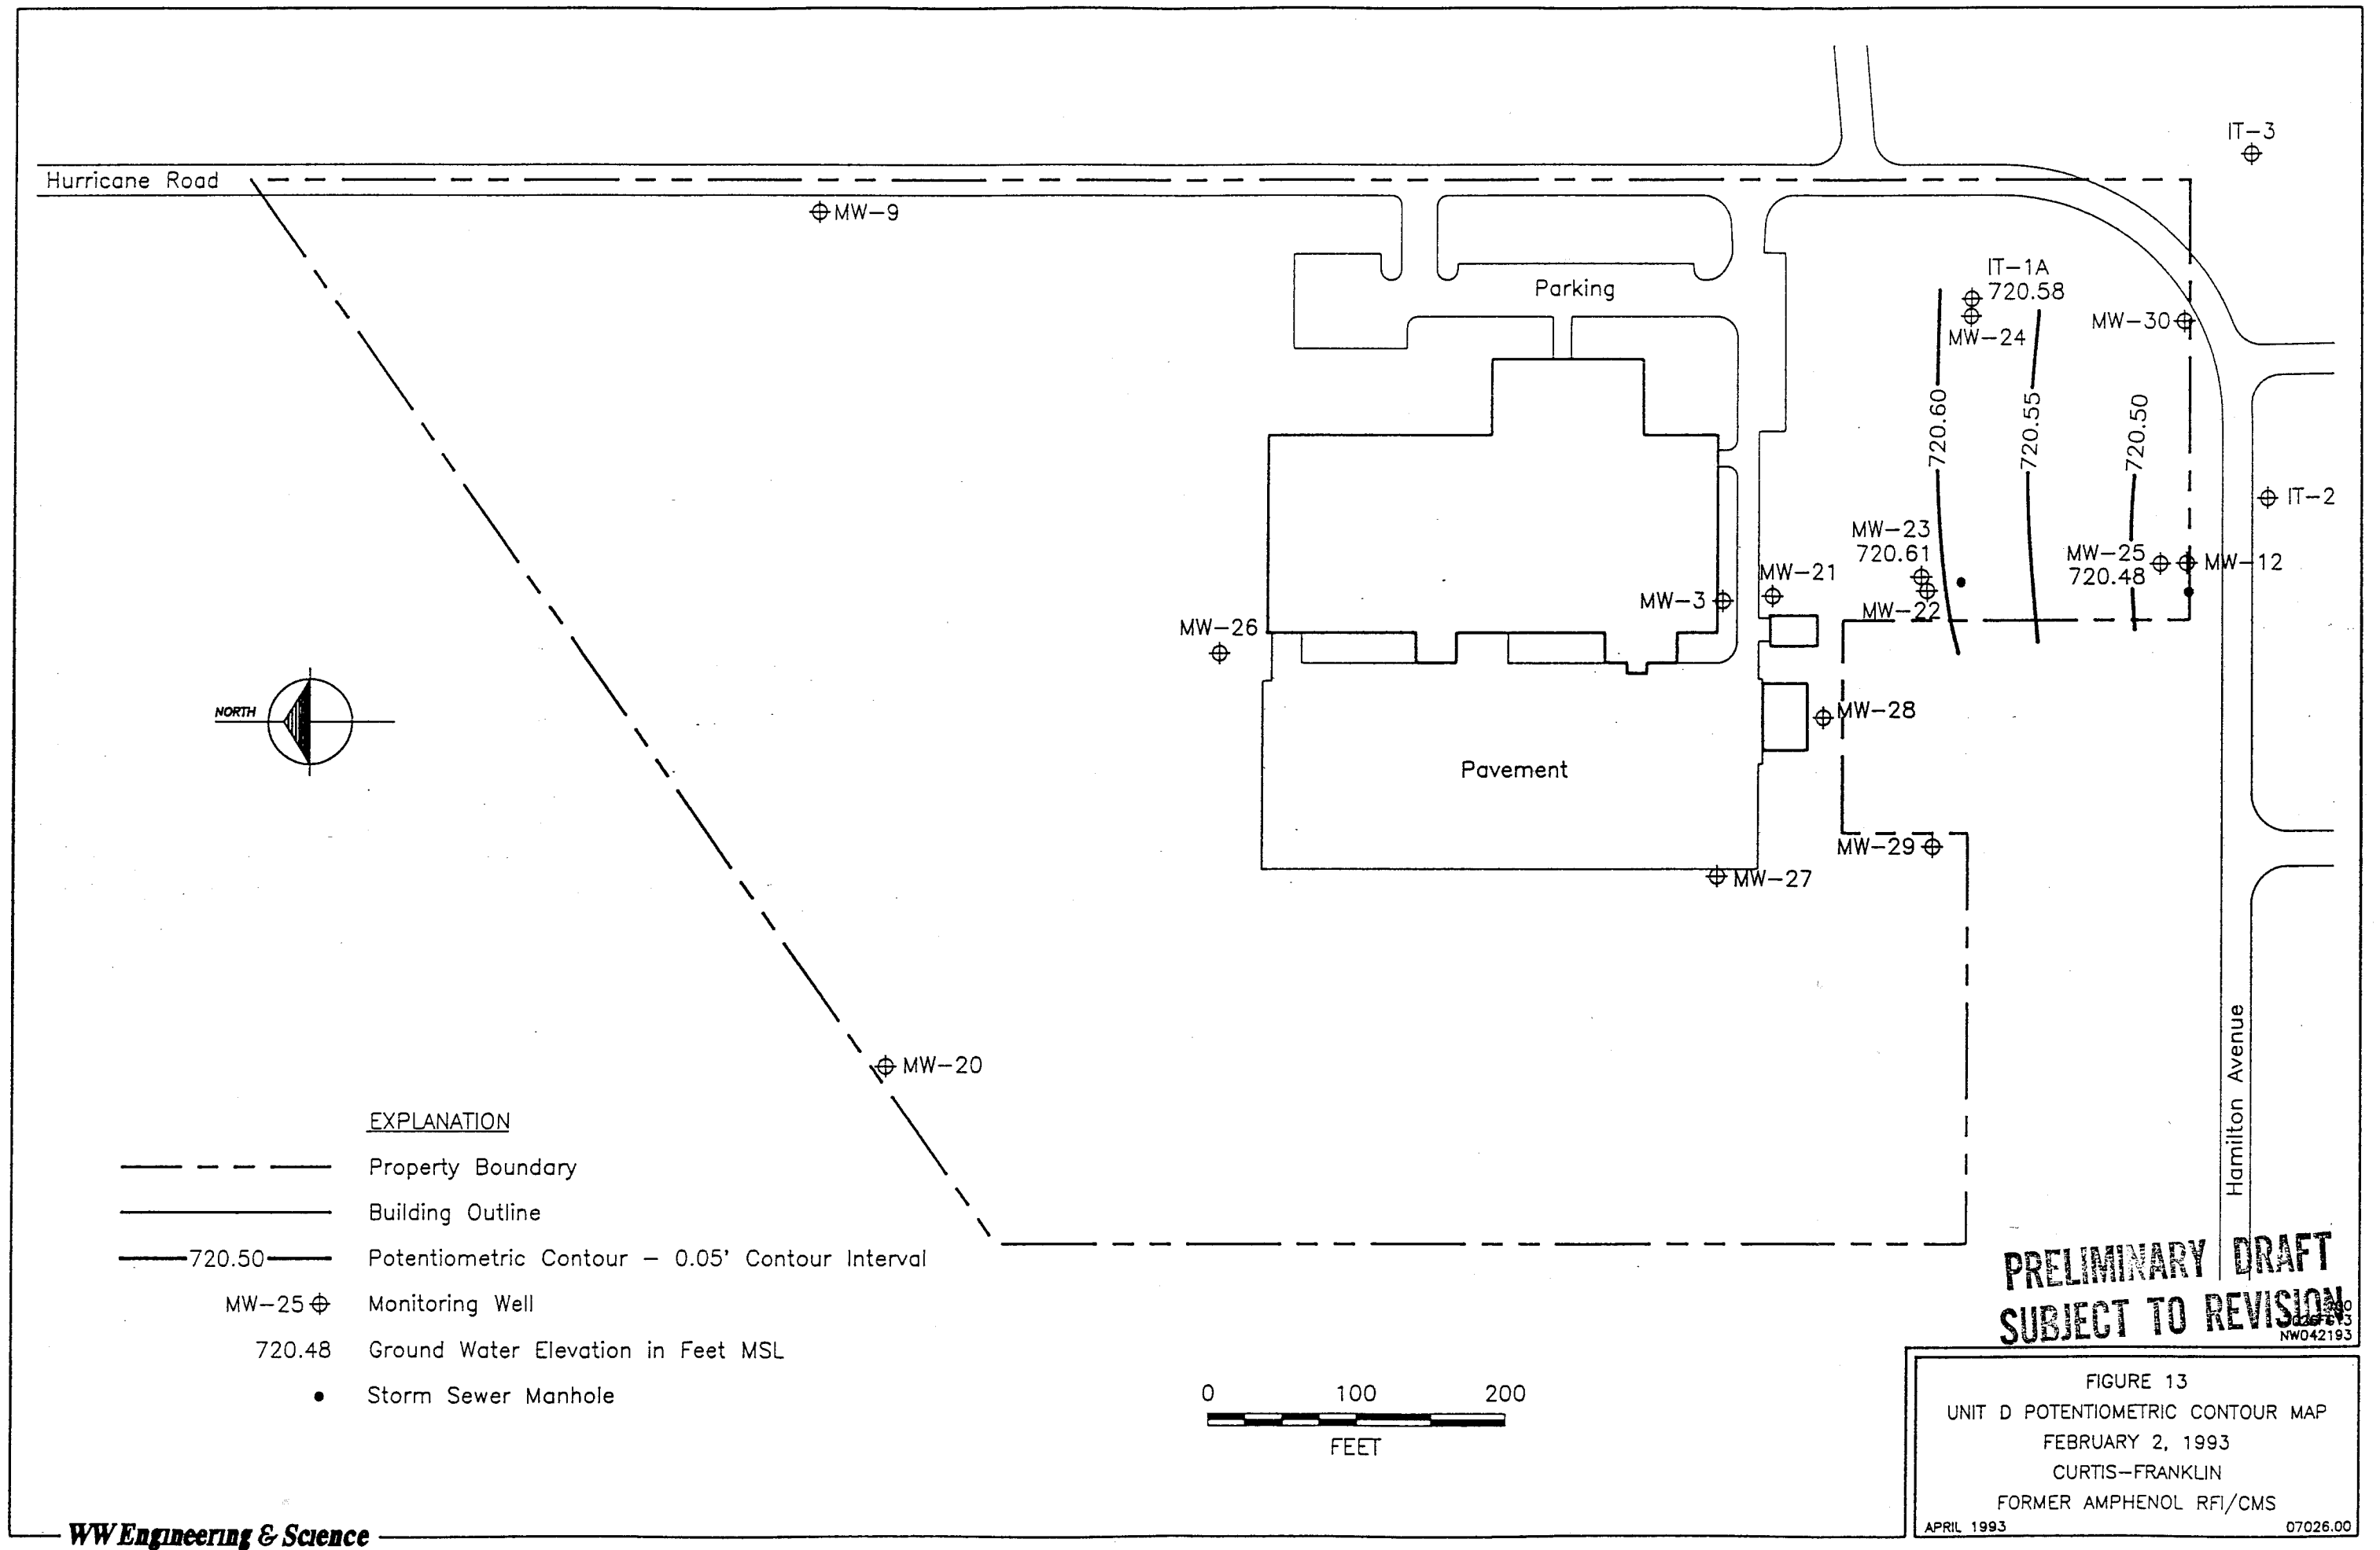 IT-3
Hurricane Road
MW-9
IT-1A
720.58
Parking
MW-30
MW-24
720.60
720.55
720.50
IT-2
MW-23
720.61
MW-25
720.48
MW-12
MW-21
MW-3
MW-22
MW-26
NORTH
MW-28
Pavement
MW-29
MW-27
MW-20
Hamilton Avenue
EXPLANATION
Property Boundary
Building Outline
720.50 Potentiometric Contour - 0.05' Contour Interval
MW-25 Monitoring Well
720.48 Ground Water Elevation in Feet MSL
Storm Sewer Manhole
0 100 200
FEET
PRELIMINARY DRAFT
SUBJECT TO REVISION
NW042193
FIGURE 13
UNIT D POTENTIOMETRIC CONTOUR MAP
FEBRUARY 2, 1993
CURTIS-FRANKLIN
FORMER AMPHENOL RFI/CMS
APRIL 1993 07026.00
WW Engineering & Science